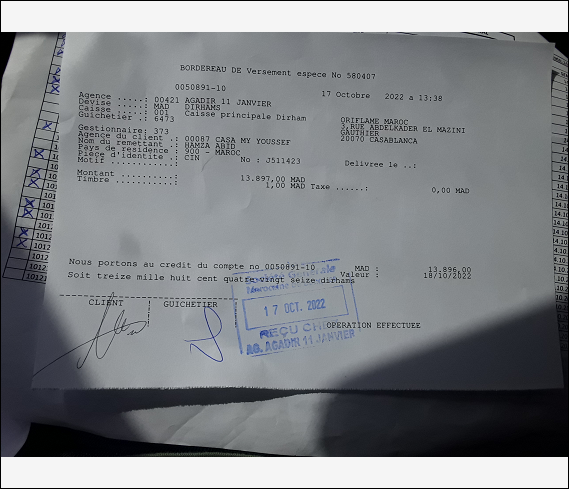 BORDEREAU DE Versement espece No 580407
0050891-10
17 Octobre 2022 a 13:38
Agence .....: 00421 AGADIR 11 JANVIER
Devise .....: MAD DIRHAMS
Caisse .....: 001 Caisse principale Dirham
Guichetier .: 6473
ORIFLAME MAROC
3,RUE ABDELKADER EL MAZINI
GAUTHIER
20070 CASABLANCA
Gestionnaire: 373
Agence du client .: 00087 CASA MY YOUSSEF
Nom du remettant .: HAMZA ABID
Pays de residence : 900 - MAROC
Pièce d'identite .: CIN No : J511423 Delivree le ..:
Motif ............:
Montant ..........: 13.897,00 MAD
Timbre ...........: 1,00 MAD Taxe ......: 0,00 MAD
Nous portons au credit du compte no 0050891-10 MAD : 13.896,00
Soit treize mille huit cent quatre-vingt seize dirhams Valeur : 18/10/2022
CLIENT GUICHETIER
17 OCT. 2022
REÇU
AG. AGADIR 11 JANVIER
OPERATION EFFECTUEE